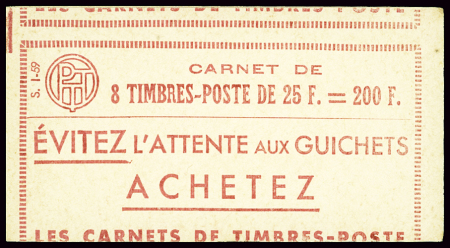 LES CARNETS DE TIMBRES-POSTE
S. 1-59
PTT
CARNET DE
8 TIMBRES-POSTE DE 25 F. = 200 F.
ÉVITEZ L'ATTENTE AUX GUICHETS
ACHETEZ
LES CARNETS DE TIMBRES-POSTE